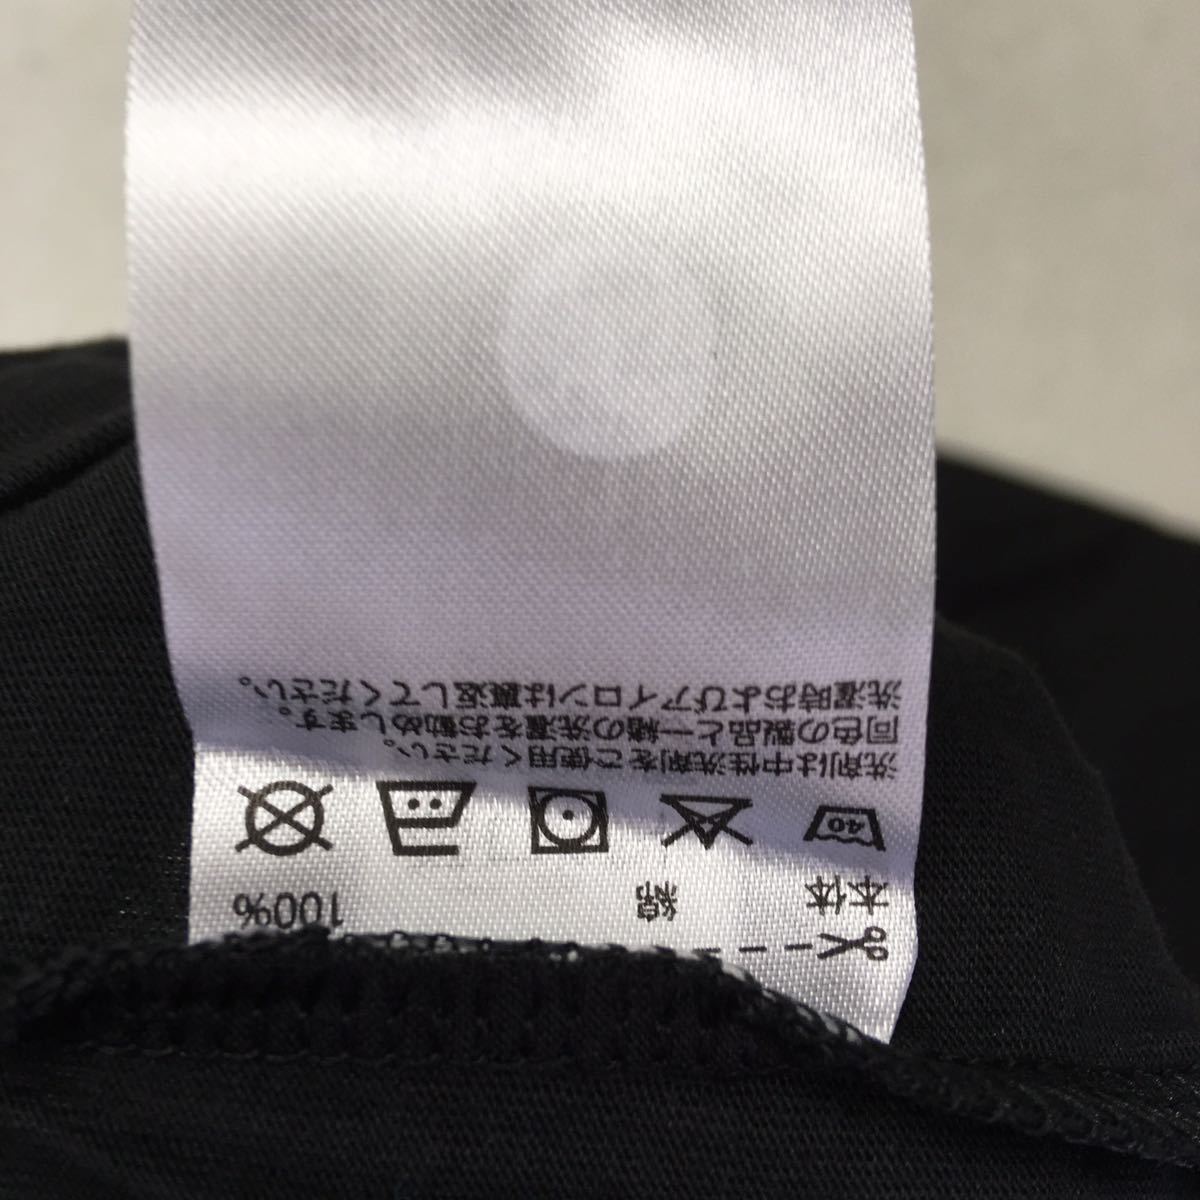 本体 綿 100%
40
洗剤は中性洗剤をご使用ください。
同色の製品と一緒の洗濯をお勧めします。
洗濯時およびアイロンは裏返してください。